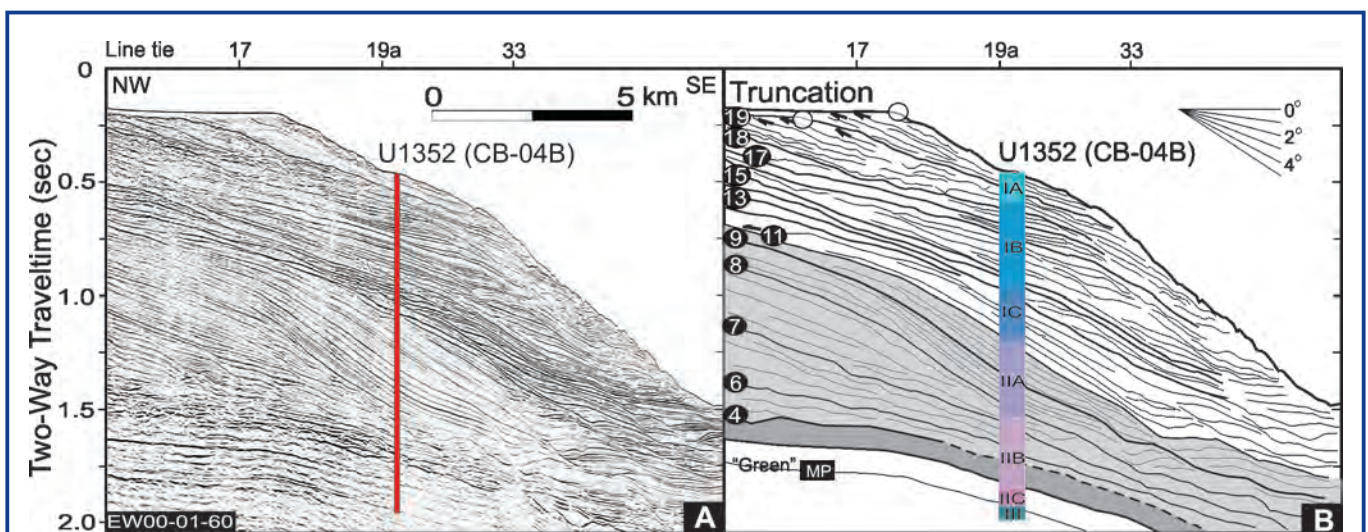 Line tie 17 19a 33 17 19a 33
0
NW
0 5 km
SE
Truncation
0°
2°
4°
U1352 (CB-04B)
U1352 (CB-04B)
Two-Way Traveltime (sec)
0.5
1.0
1.5
2.0
19
18
17
15
13
11
9
8
7
6
4
IA
IB
IC
IIA
IIB
IIC
III
"Green" MP
EW00-01-60
A
B